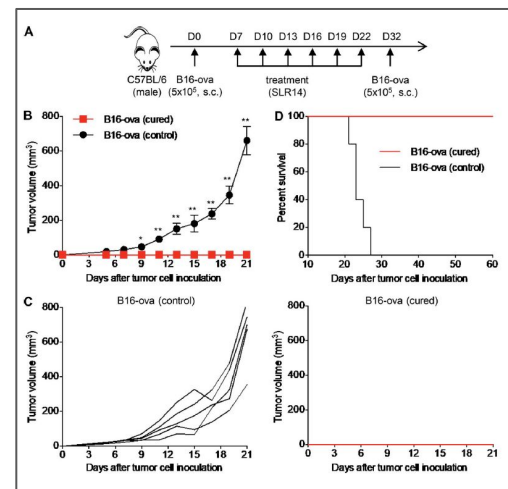 A
D0 D7 D10 D13 D16 D19 D22 D32
C57BL/6
(male)
B16-ova
(5x10⁵, s.c.)
treatment
(SLR14)
B16-ova
(5x10⁵, s.c.)
B
B16-ova (cured)
B16-ova (control)
Tumor volume (mm³)
800
600
400
200
0
* ** ** ** ** ** **
0 3 6 9 12 15 18 21
Days after tumor cell inoculation
D
Percent survival
100
80
60
40
20
0
B16-ova (cured)
B16-ova (control)
10 20 30 40 50 60
Days after tumor cell inoculation
C
B16-ova (control)
Tumor volume (mm³)
800
600
400
200
0
0 3 6 9 12 15 18 21
Days after tumor cell inoculation
B16-ova (cured)
Tumor volume (mm³)
800
600
400
200
0
0 3 6 9 12 15 18 21
Days after tumor cell inoculation